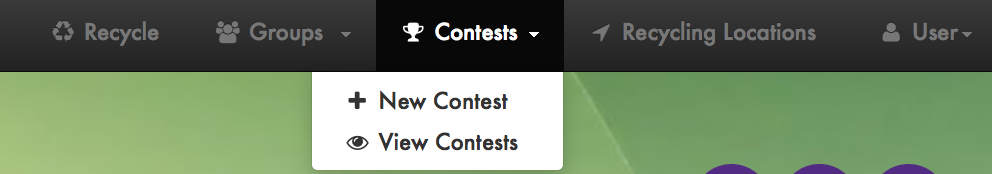 Recycle Groups Contests Recycling Locations User
New Contest
View Contests